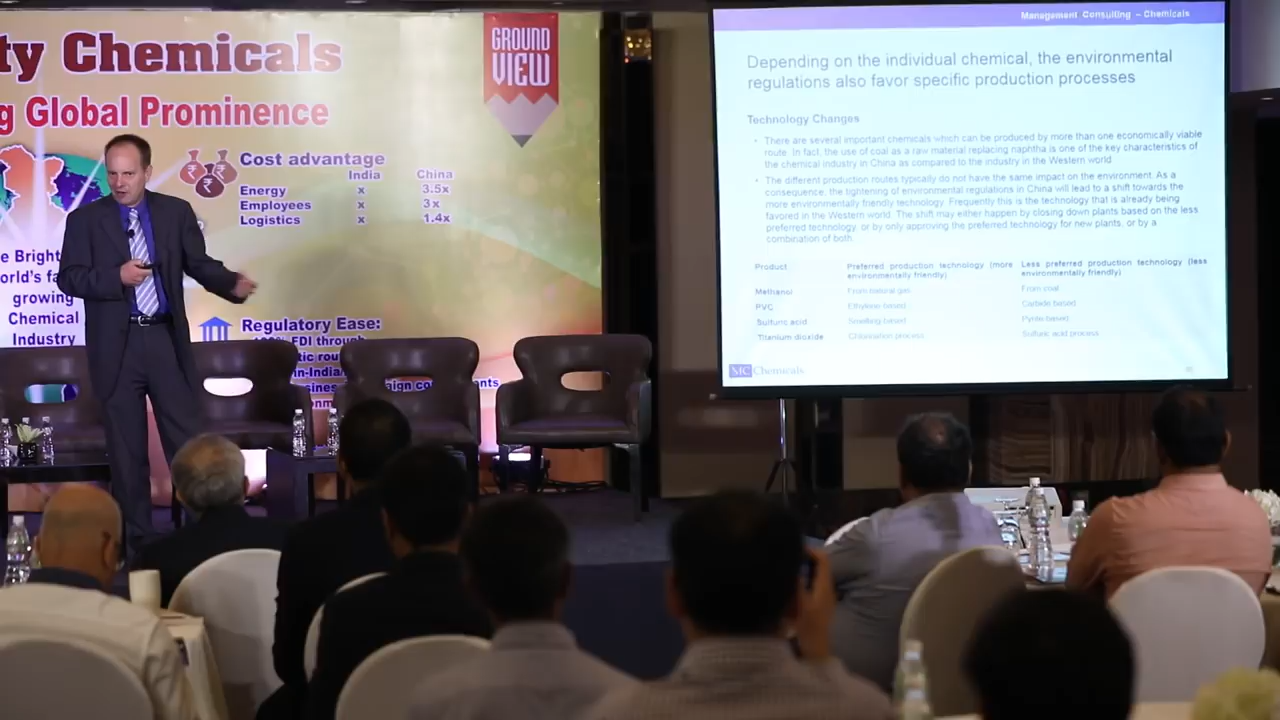 ty Chemicals
g Global Prominence
GROUND
VIEW
Cost advantage
India China
Energy x 3.5x
Employees x 3x
Logistics x 1.4x
e Bright
orld's fa
growing
Chemical
Industry
Regulatory Ease:
FDI through
Management Consulting – Chemicals
Depending on the individual chemical, the environmental
regulations also favor specific production processes
Technology Changes
• There are several important chemicals which can be produced by more than one economically viable
route. In fact, the use of coal as a raw material replacing naphtha is one of the key characteristics of
the chemical industry in China as compared to the industry in the Western world
• The different production routes typically do not have the same impact on the environment. As a
consequence, the tightening of environmental regulations in China will lead to a shift towards the
more environmentally friendly technology. Frequently this is the technology that is already being
favored in the Western world. The shift may either happen by closing down plants based on the less
preferred technology, or by only approving the preferred technology for new plants, or by a
combination of both.
Product Preferred production technology (more Less preferred production technology (less
environmentally friendly) environmentally friendly)
Methanol From natural gas From coal
PVC Ethylene based Carbide based
Sulfuric acid Smelting based Pyrite based
Titanium dioxide Chlorination process Sulfuric acid process
MC Chemicals